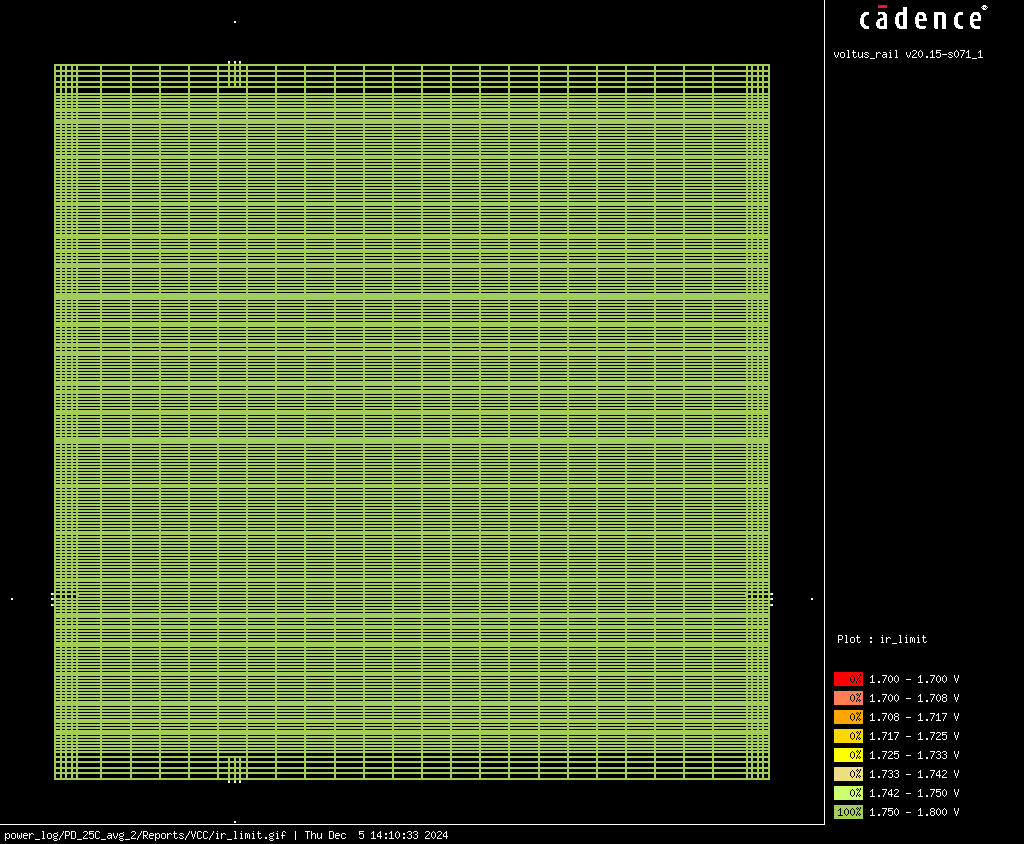 cādence®
voltus_rail v20.15-s071_1
Plot : ir_limit
0% 1.700 - 1.700 V
0% 1.700 - 1.708 V
0% 1.708 - 1.717 V
0% 1.717 - 1.725 V
0% 1.725 - 1.733 V
0% 1.733 - 1.742 V
0% 1.742 - 1.750 V
100% 1.750 - 1.800 V
power_log/PD_25C_avg_2/Reports/VCC/ir_limit.gif | Thu Dec  5 14:10:33 2024